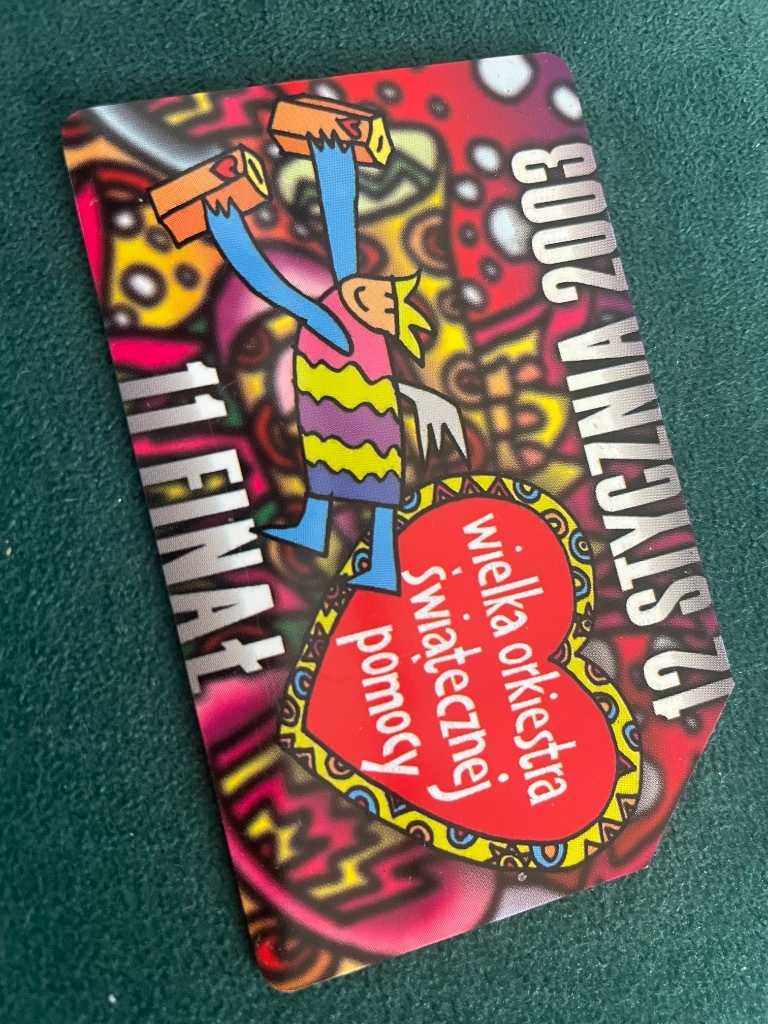 12 STYCZNIA 2003
wielka orkiestra
świątecznej
pomocy
11 FINAŁ